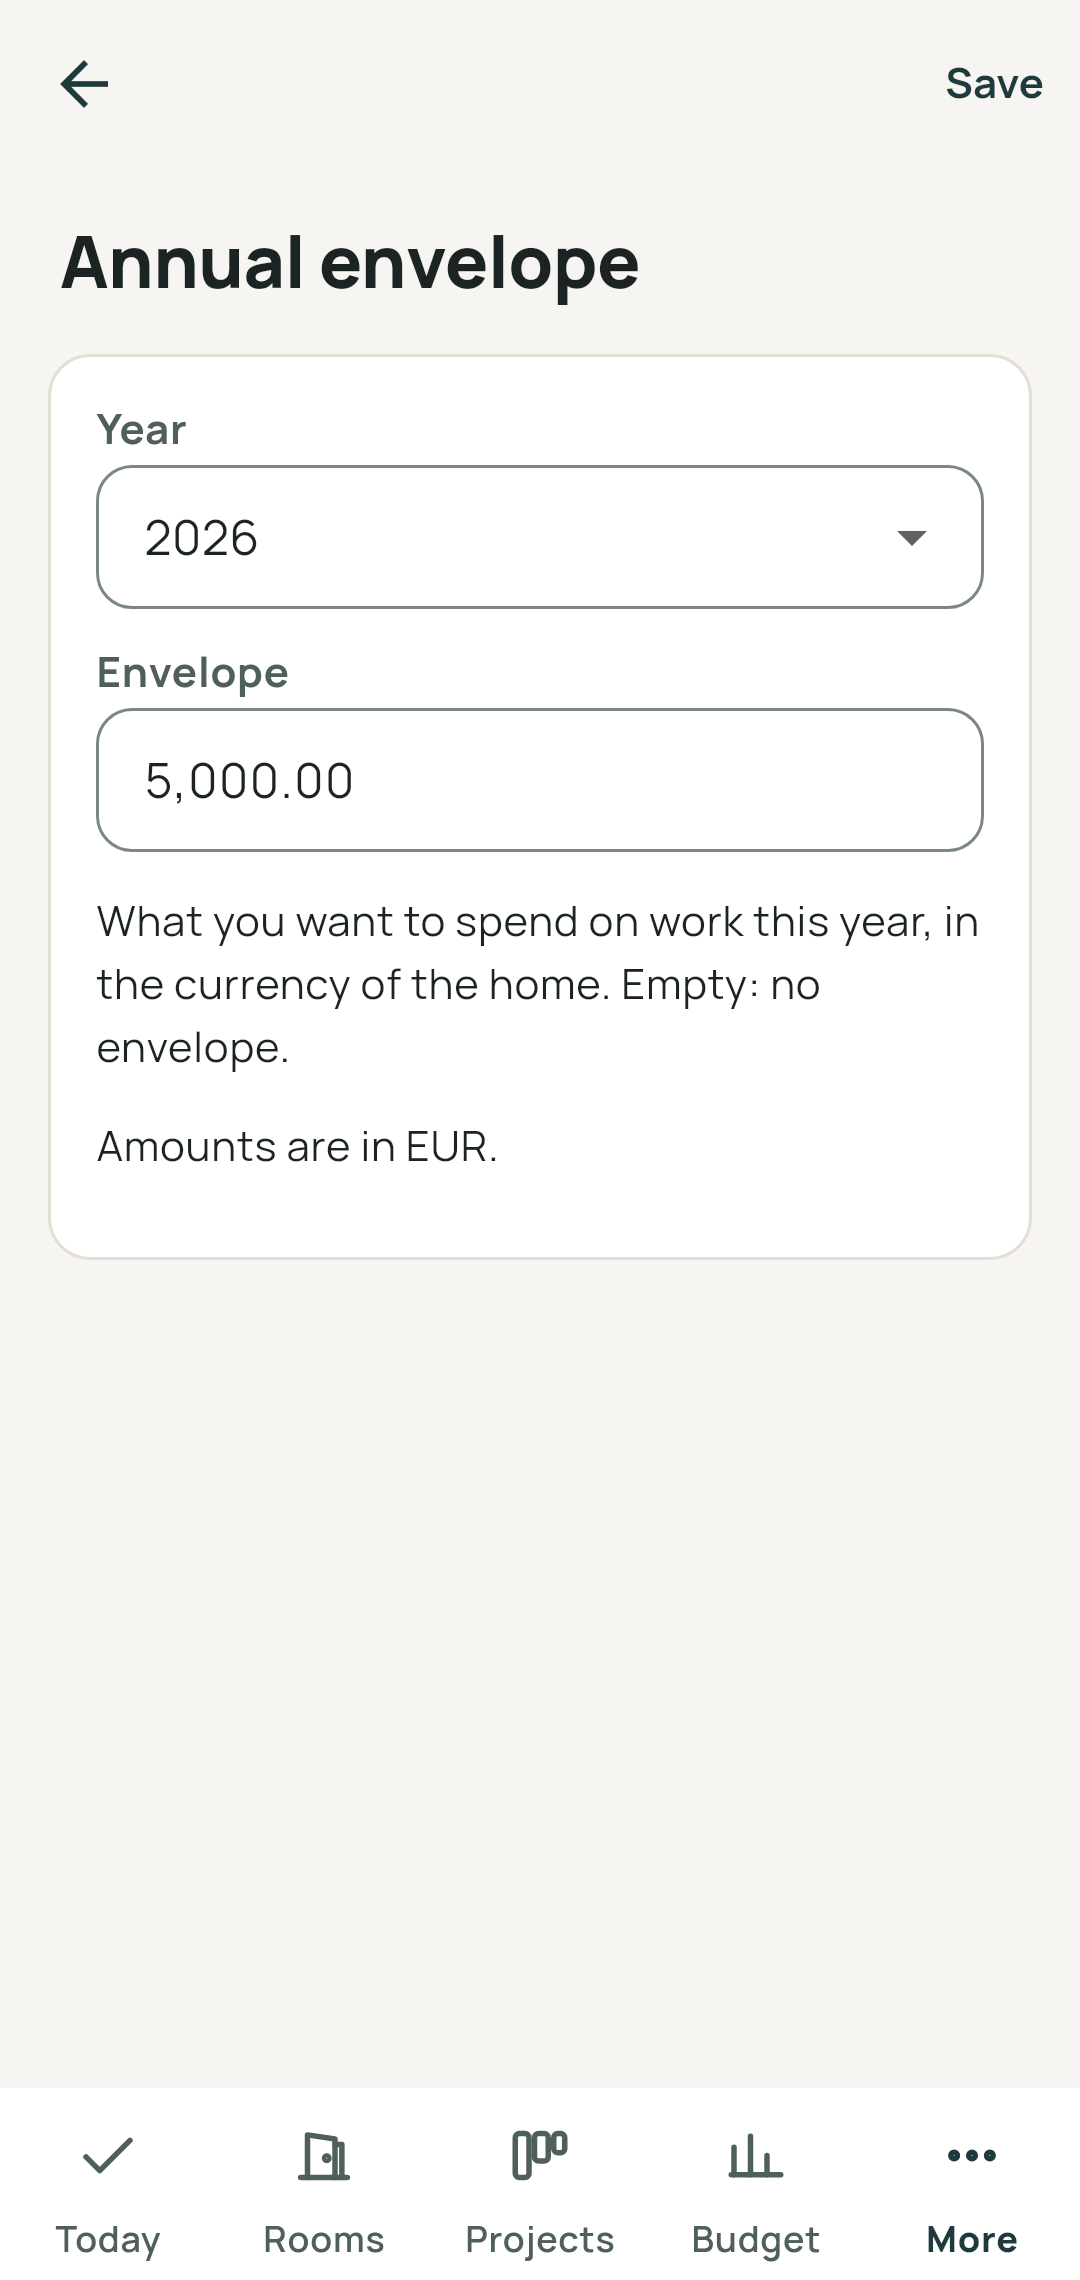 Save
Annual envelope
Year
2026
Envelope
5,000.00
What you want to spend on work this year, in
the currency of the home. Empty: no
envelope.
Amounts are in EUR.
Today
Rooms
Projects
Budget
More